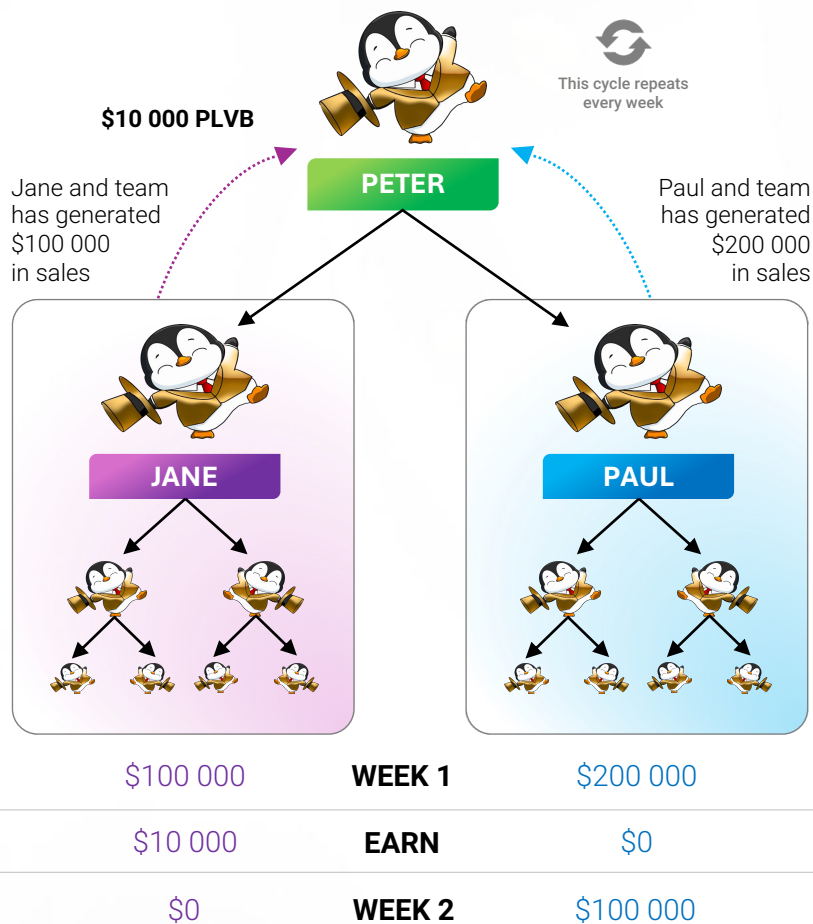 This cycle repeats
every week
$10 000 PLVB
PETER
Jane and team
has generated
$100 000
in sales
Paul and team
has generated
$200 000
in sales
JANE
PAUL
$100 000 WEEK 1 $200 000
$10 000 EARN $0
$0 WEEK 2 $100 000